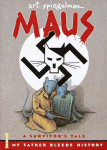 art spiegelman
MAUS
A SURVIVOR'S TALE
I
MY FATHER BLEEDS HISTORY